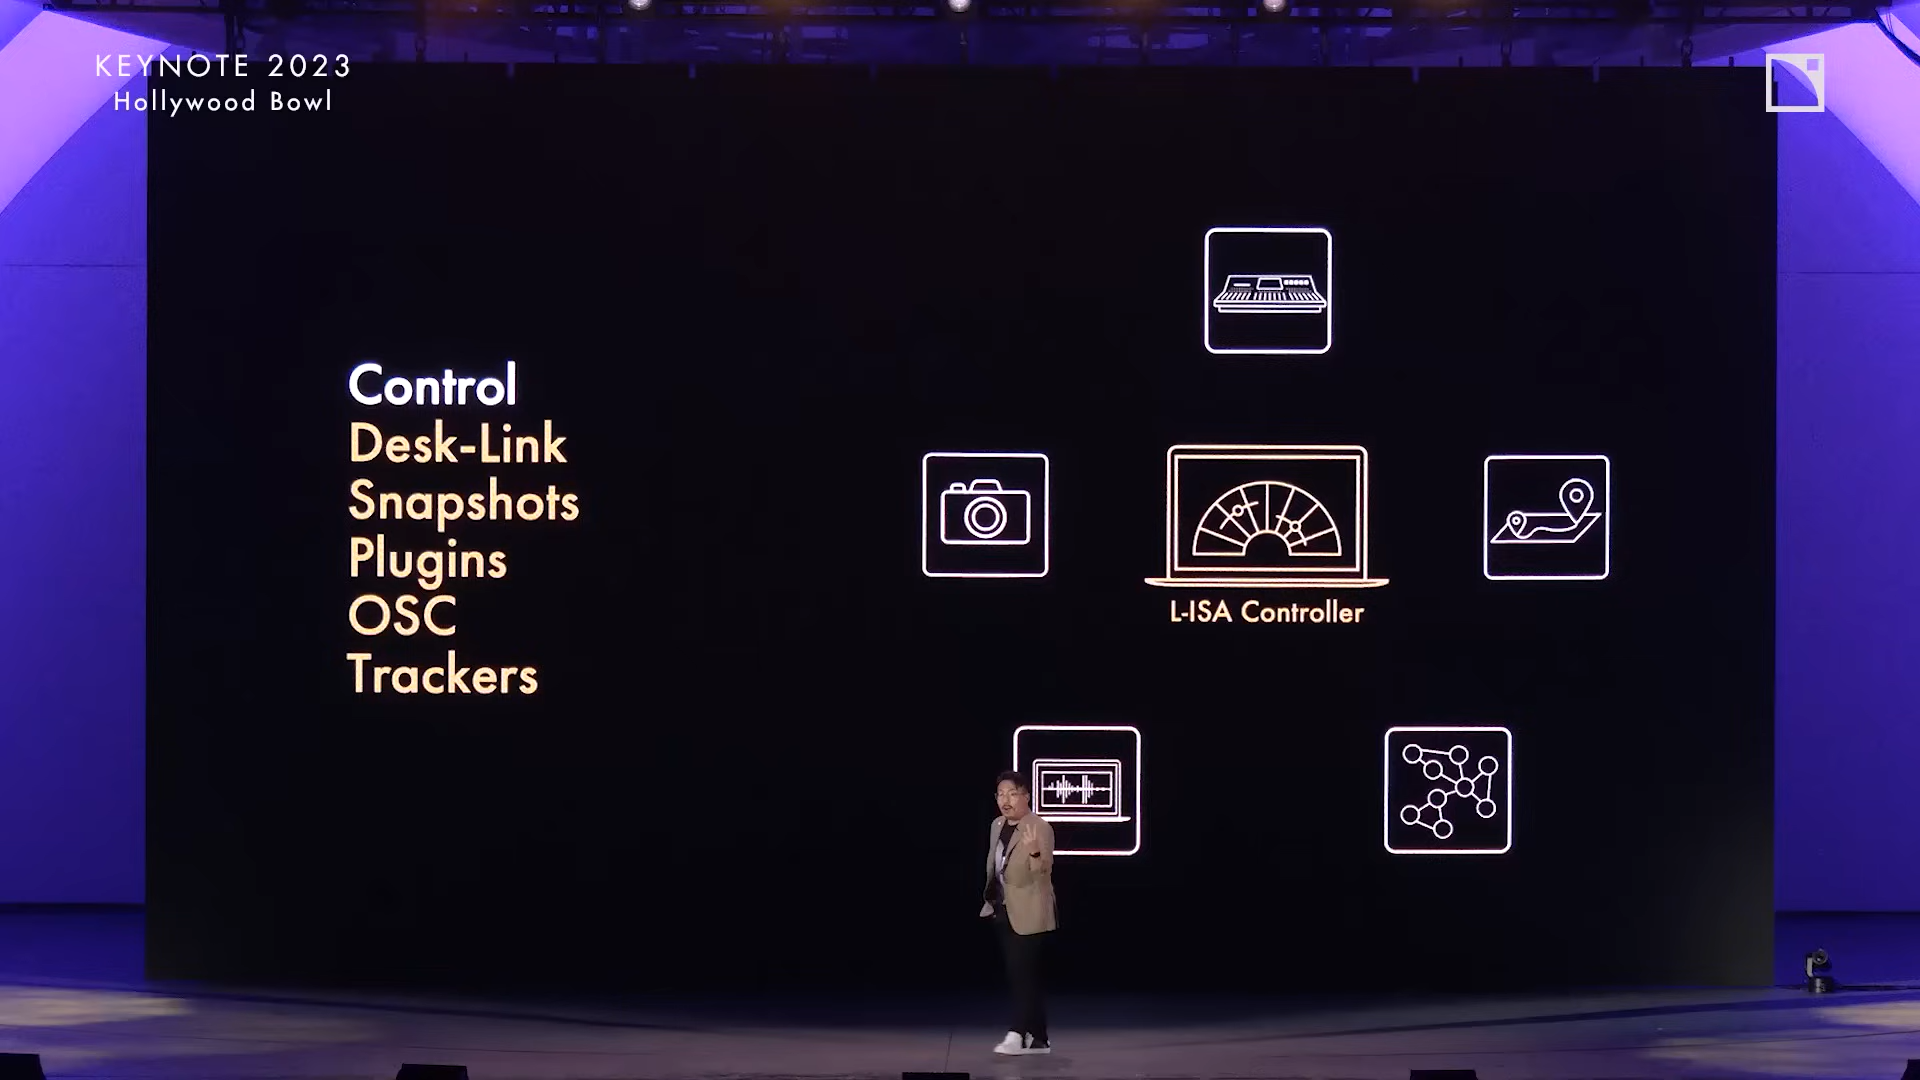 KEYNOTE 2023
Hollywood Bowl
Control
Desk-Link
Snapshots
Plugins
OSC
Trackers
L-ISA Controller